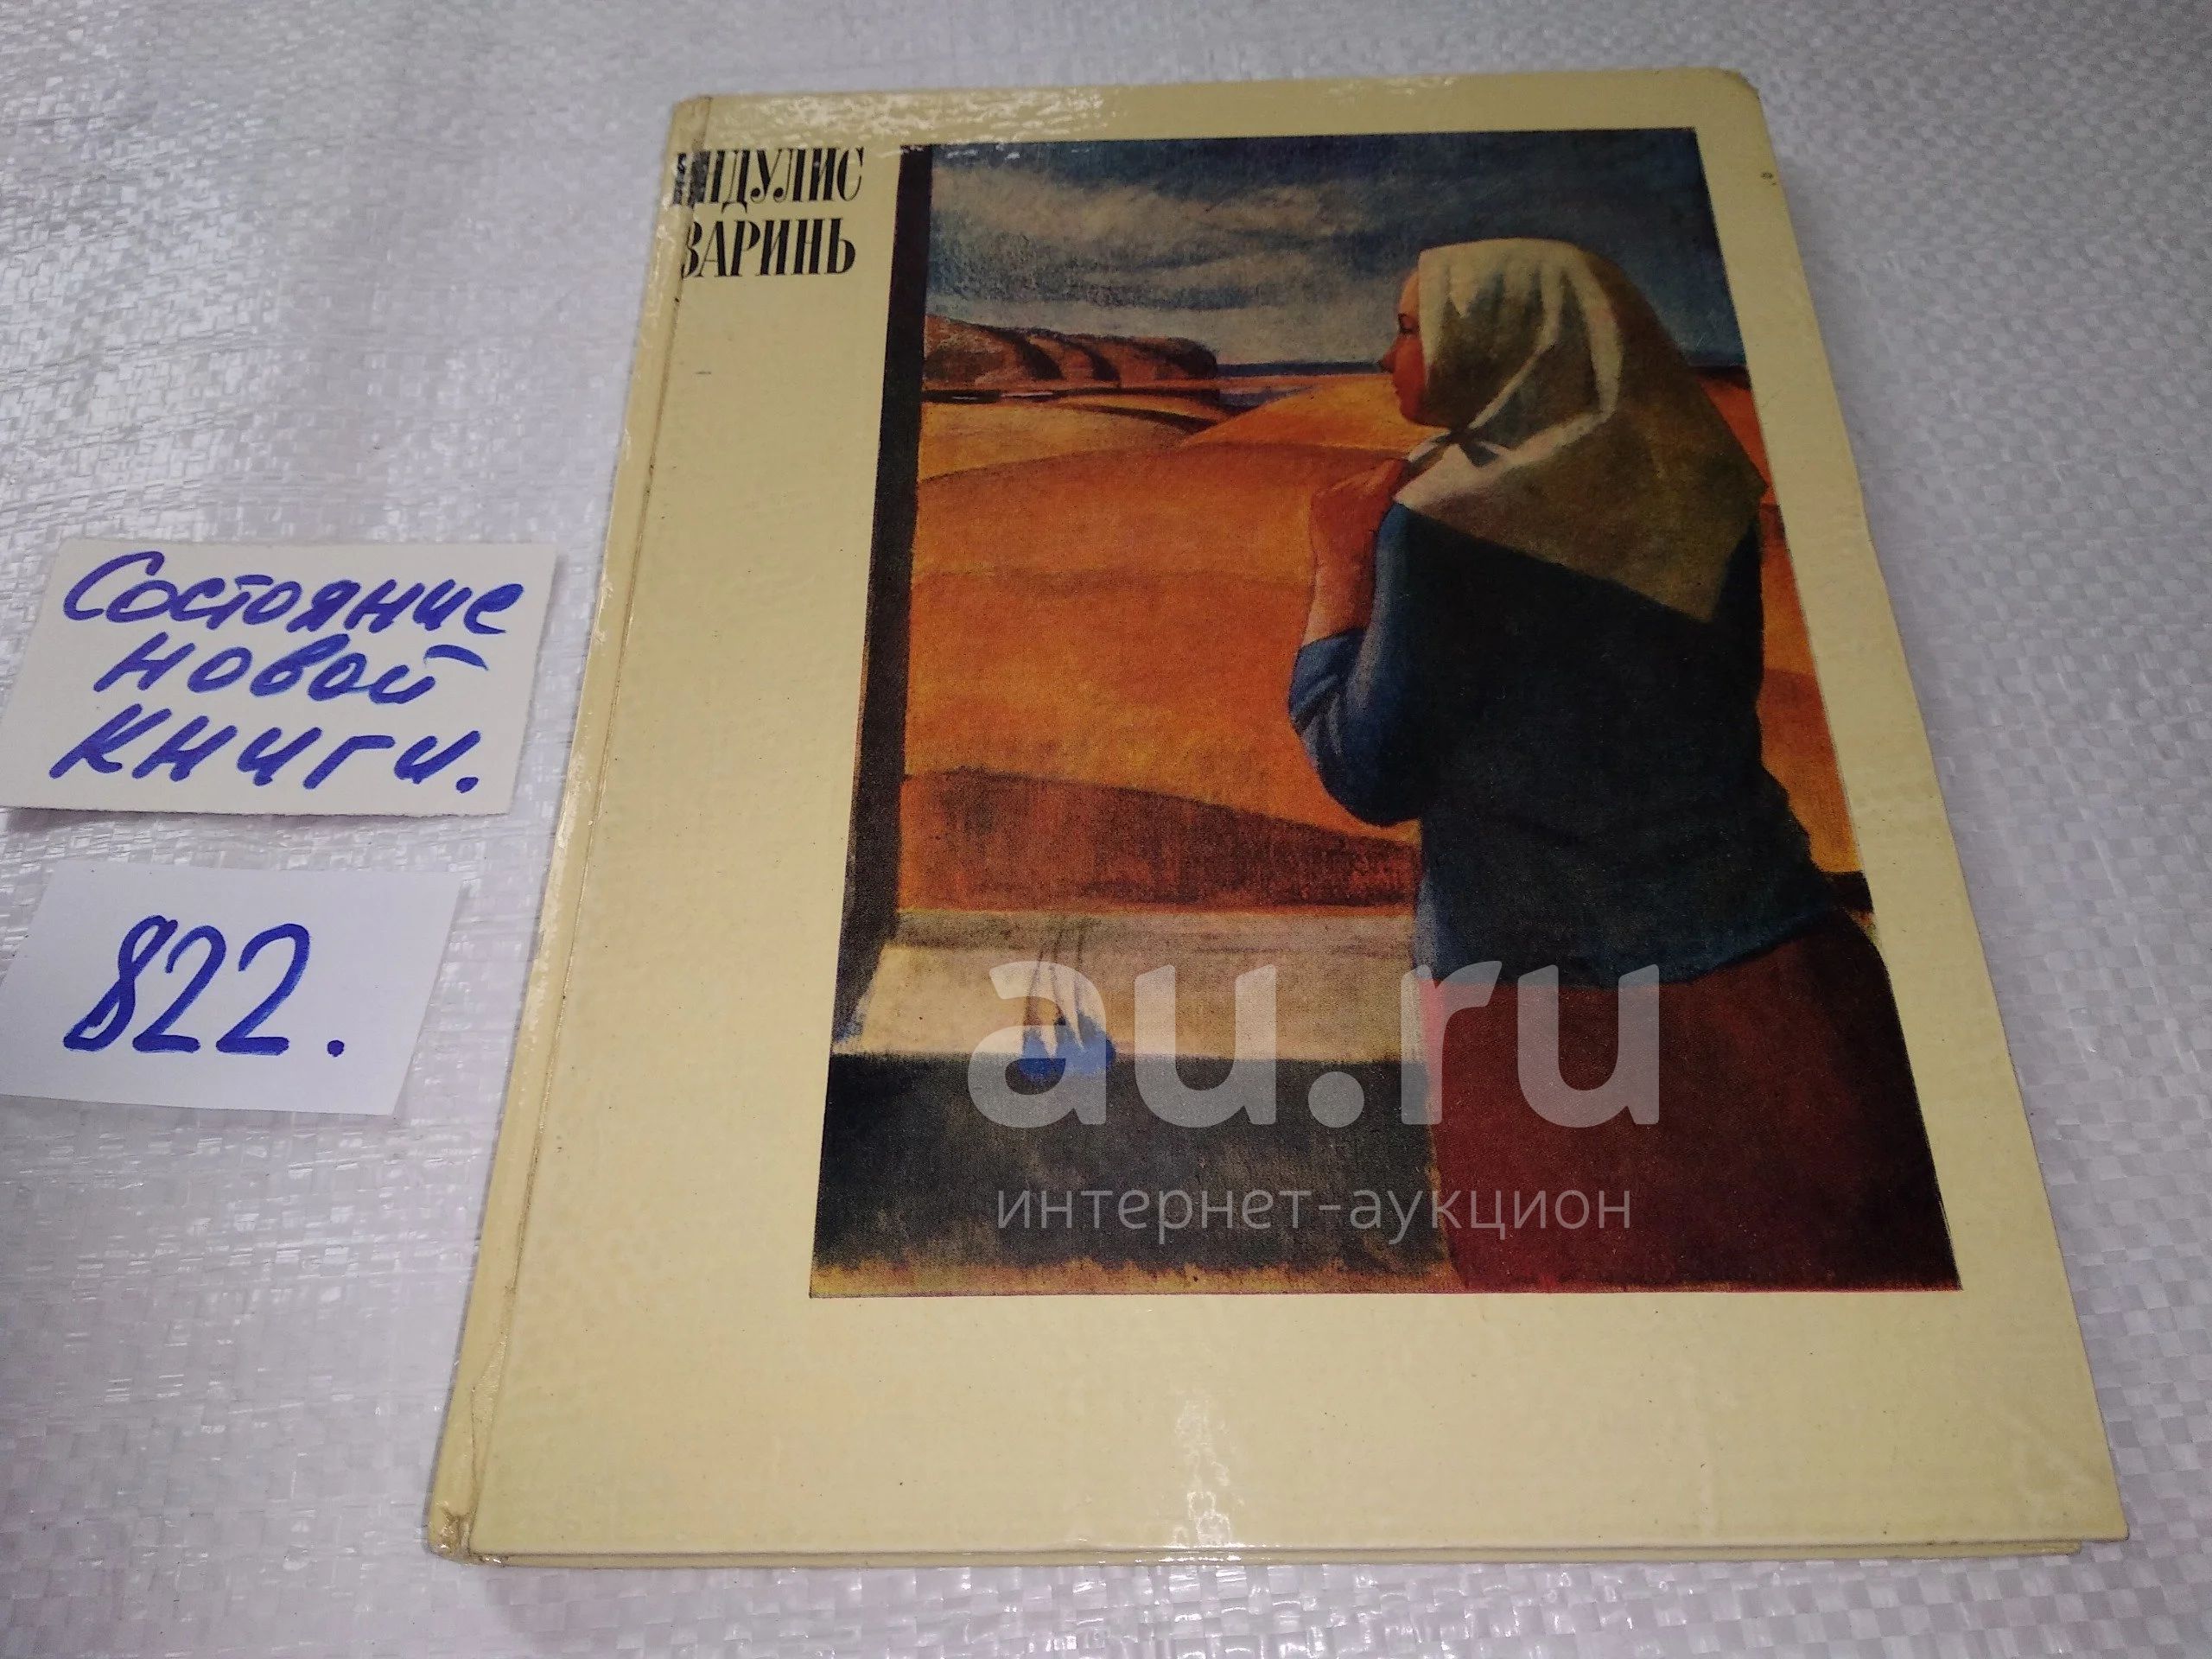 ИНДУЛИС
ЗАРИНЬ
Состояние
новой
книги.
822.
au.ru
интернет-аукцион